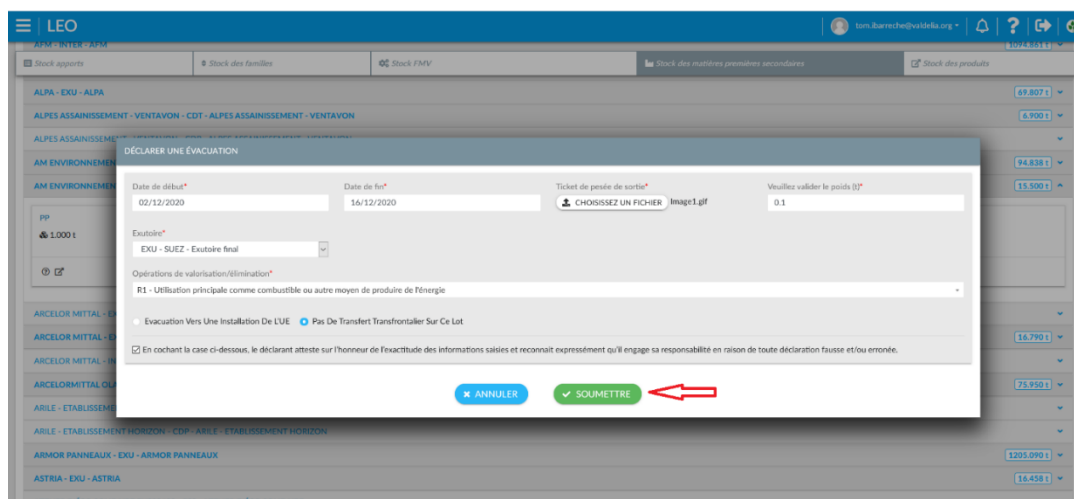 LEO
tom.ibarreche@valdelia.org
?
AFM - INTER - AFM
1094.861 t
Stock apports
Stock des familles
Stock FMV
Stock des matières premières secondaires
Stock des produits
ALPA - EXU - ALPA
69.807 t
ALPES ASSAINISSEMENT - VENTAVON - CDT - ALPES ASSAINISSEMENT - VENTAVON
6.900 t
ALPES ASSAINISSEME
DÉCLARER UNE ÉVACUATION
AM ENVIRONNEMEN
94.838 t
AM ENVIRONNEMEN
15.500 t
Date de début*
Date de fin*
Ticket de pesée de sortie*
Veuillez valider le poids (t)*
02/12/2020
16/12/2020
CHOISISSEZ UN FICHIER
Image1.gif
0.1
PP
1.000 t
Exutoire*
EXU - SUEZ - Exutoire final
Opérations de valorisation/élimination*
R1 - Utilisation principale comme combustible ou autre moyen de produire de l'énergie
ARCELOR MITTAL - E
Evacuation Vers Une Installation De L'UE
Pas De Transfert Transfrontalier Sur Ce Lot
ARCELOR MITTAL - E
16.790 t
En cochant la case ci-dessous, le déclarant atteste sur l'honneur de l'exactitude des informations saisies et reconnait expressément qu'il engage sa responsabilité en raison de toute déclaration fausse et/ou erronée.
ARCELOR MITTAL - IN
ARCELORMITTAL OLA
75.950 t
ANNULER
SOUMETTRE
ARILE - ETABLISSEME
ARILE - ETABLISSEMENT HORIZON - CDP - ARILE - ETABLISSEMENT HORIZON
ARMOR PANNEAUX - EXU - ARMOR PANNEAUX
1205.090 t
ASTRIA - EXU - ASTRIA
16.458 t